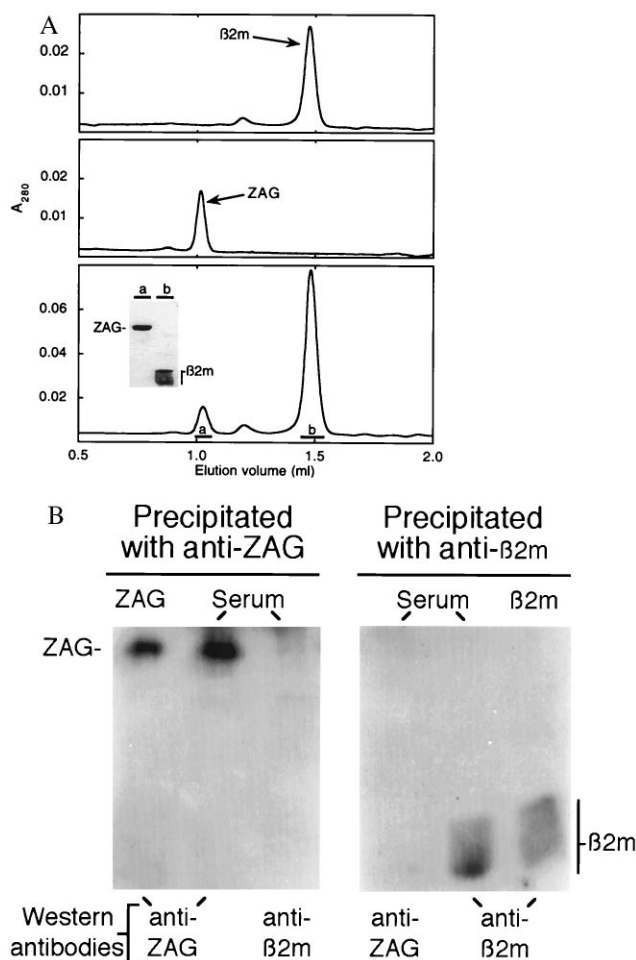 A
0.02
0.01
ß2m
A280
0.02
0.01
ZAG
0.06
0.04
0.02
a b
ZAG-
-ß2m
a
b
0.5 1.0 1.5 2.0
Elution volume (ml)
B
Precipitated with anti-ZAG
Precipitated with anti-ß2m
ZAG Serum
Serum ß2m
ZAG-
-ß2m
Western antibodies
anti-ZAG
anti-ß2m
anti-ZAG
anti-ß2m